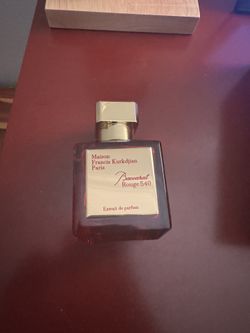 Maison
Francis Kurkdjian
Paris
Baccarat
Rouge 540
Extrait de parfum